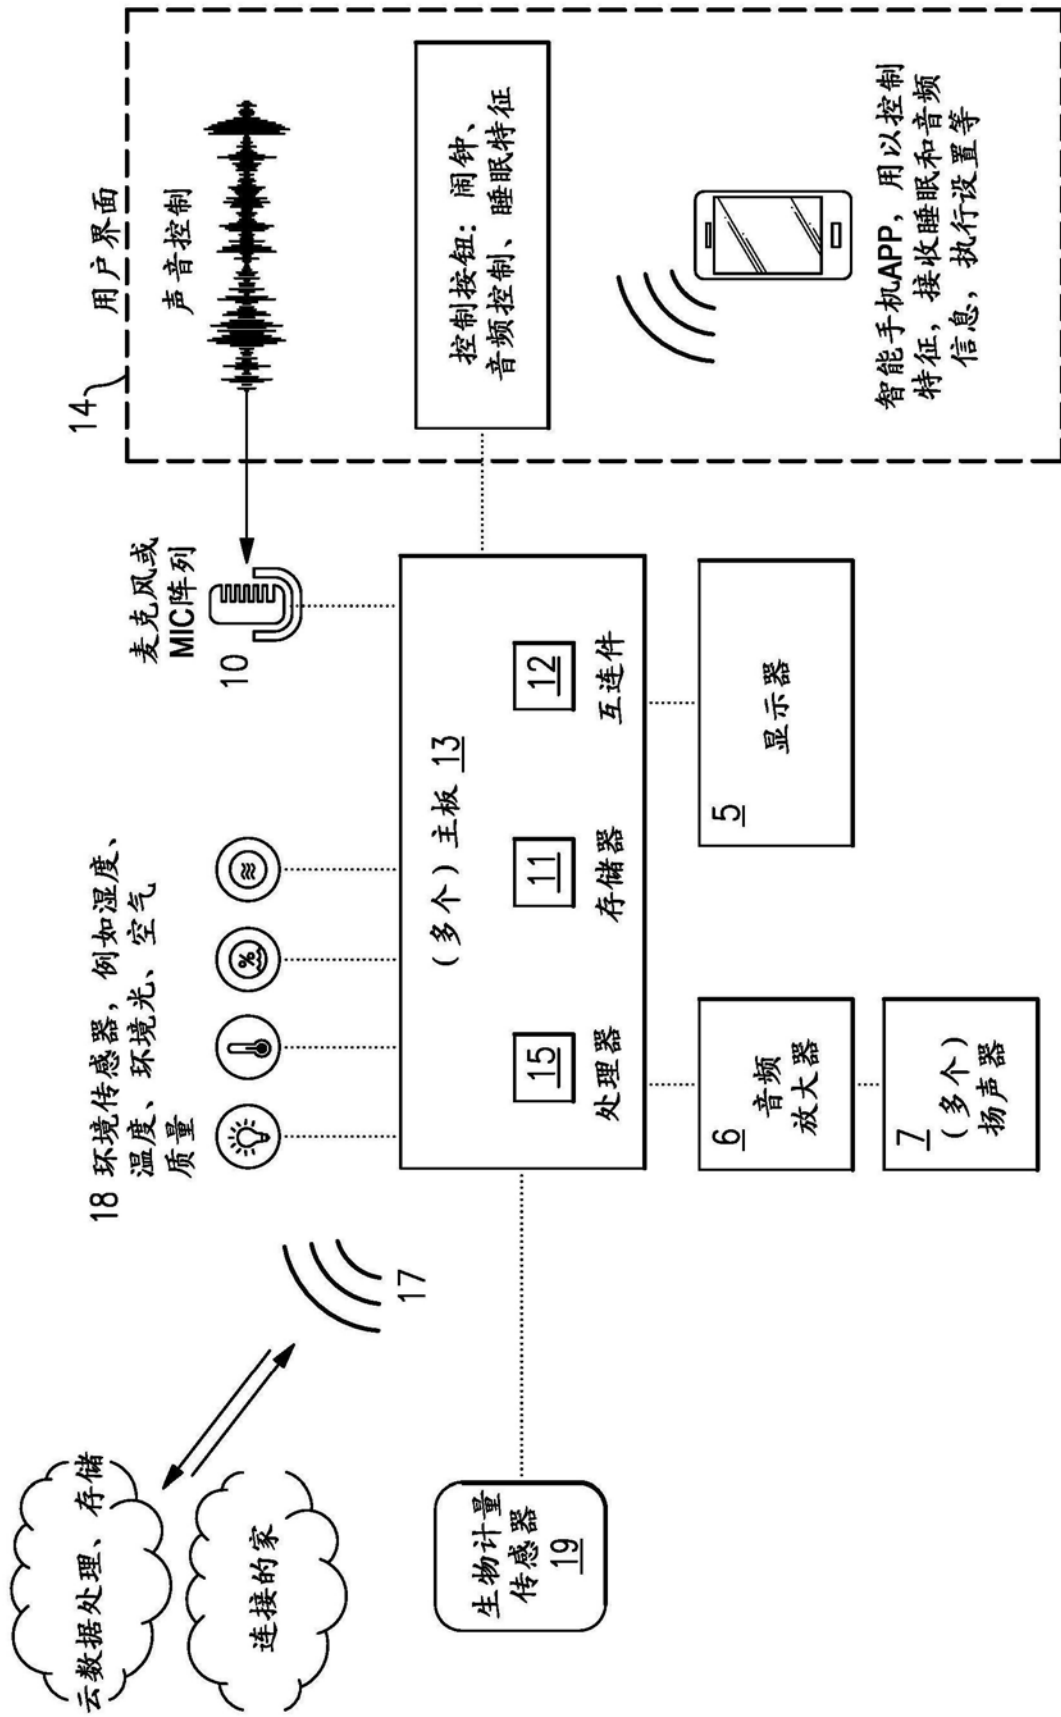 云数据处理、存储
连接的家
17
18 环境传感器，例如湿度、
温度、环境光、空气
质量
麦克风或
MIC阵列
10
14
用户界面
声音控制
控制按钮：闹钟、
音频控制、睡眠特征
智能手机APP，用以控制
特征，接收睡眠和音频
信息，执行设置等
生物计量
传感器
19
（多个）主板 13
15
处理器
11
存储器
12
互连件
6
音频
放大器
7
（多个）
扬声器
5
显示器
%